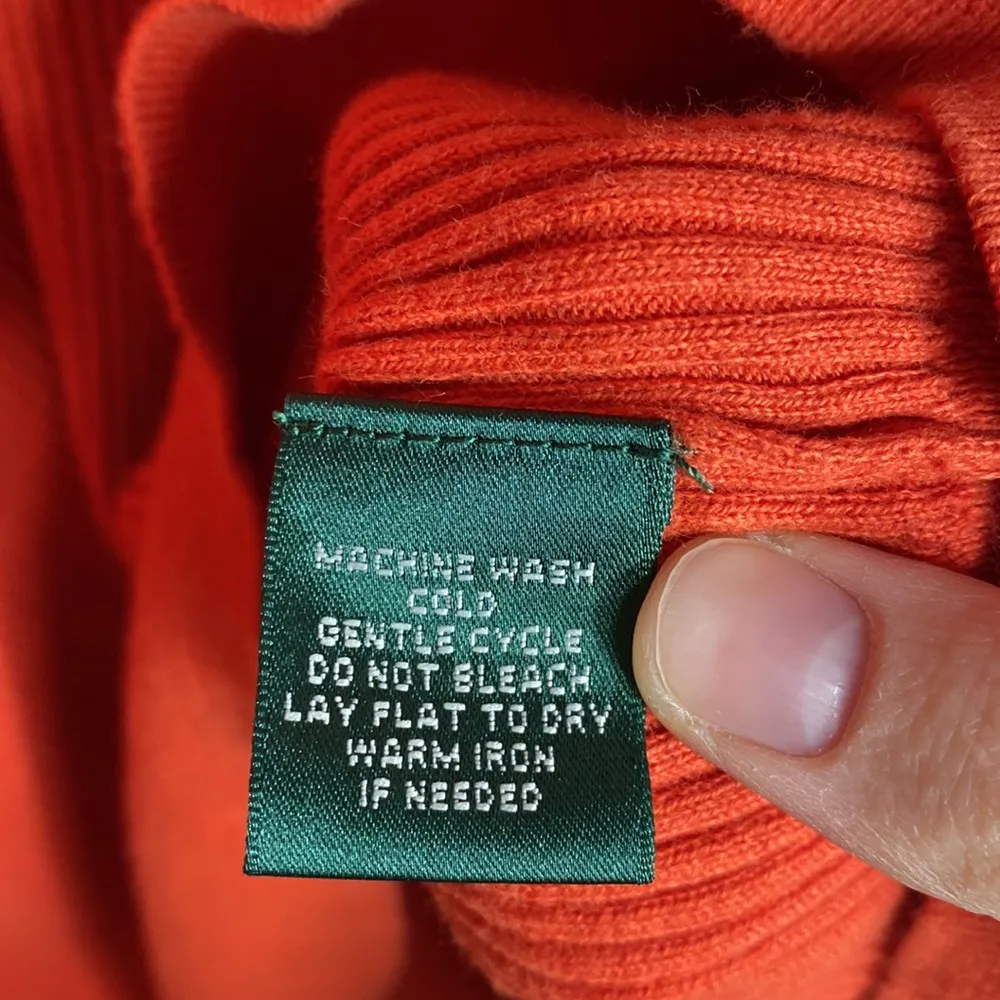 MACHINE WASH
COLD
GENTLE CYCLE
DO NOT BLEACH
LAY FLAT TO DRY
WARM IRON
IF NEEDED